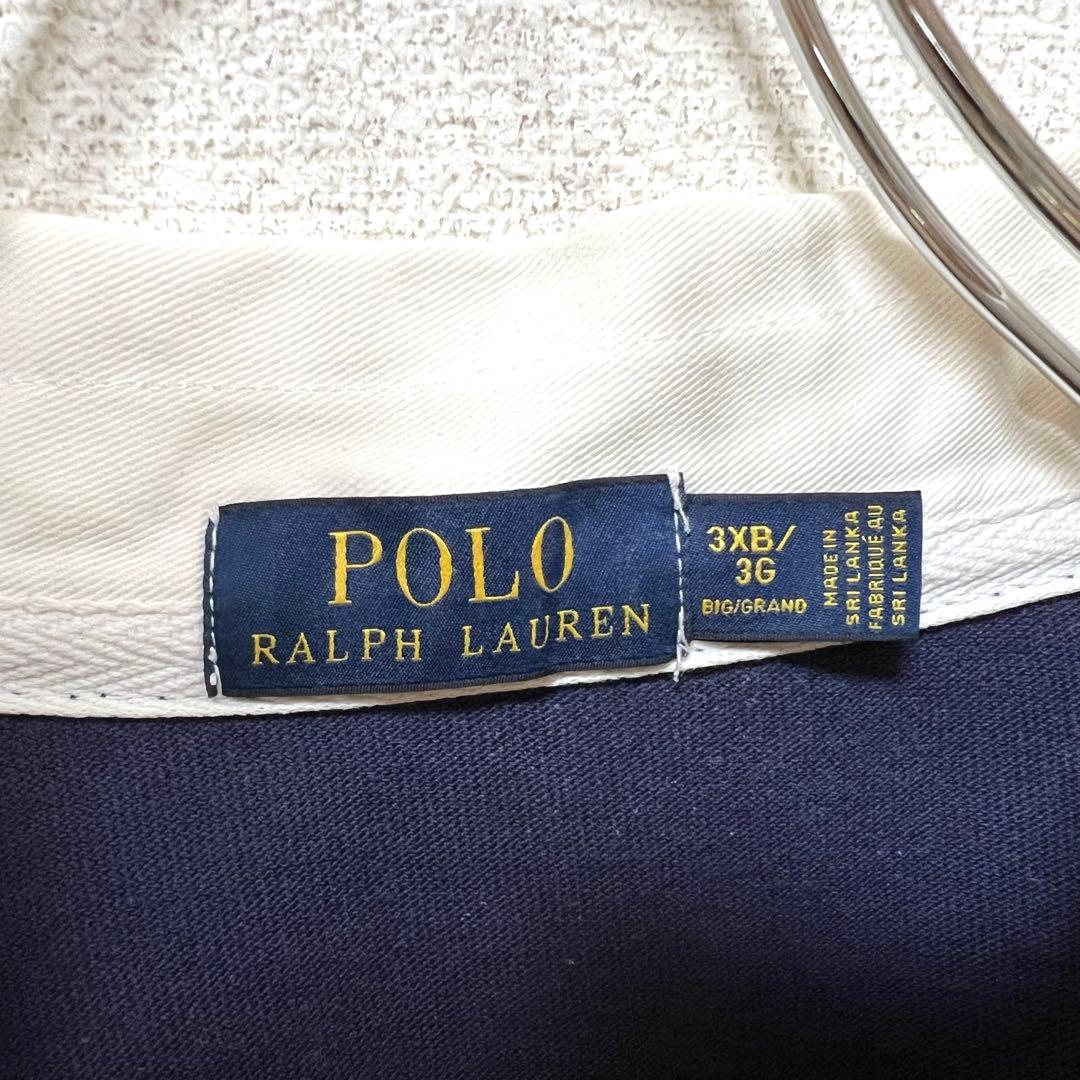 POLO
RALPH LAUREN
3XB/
3G
BIG/GRAND
MADE IN
SRI LANKA
FABRIQUÉ AU
SRI LANKA